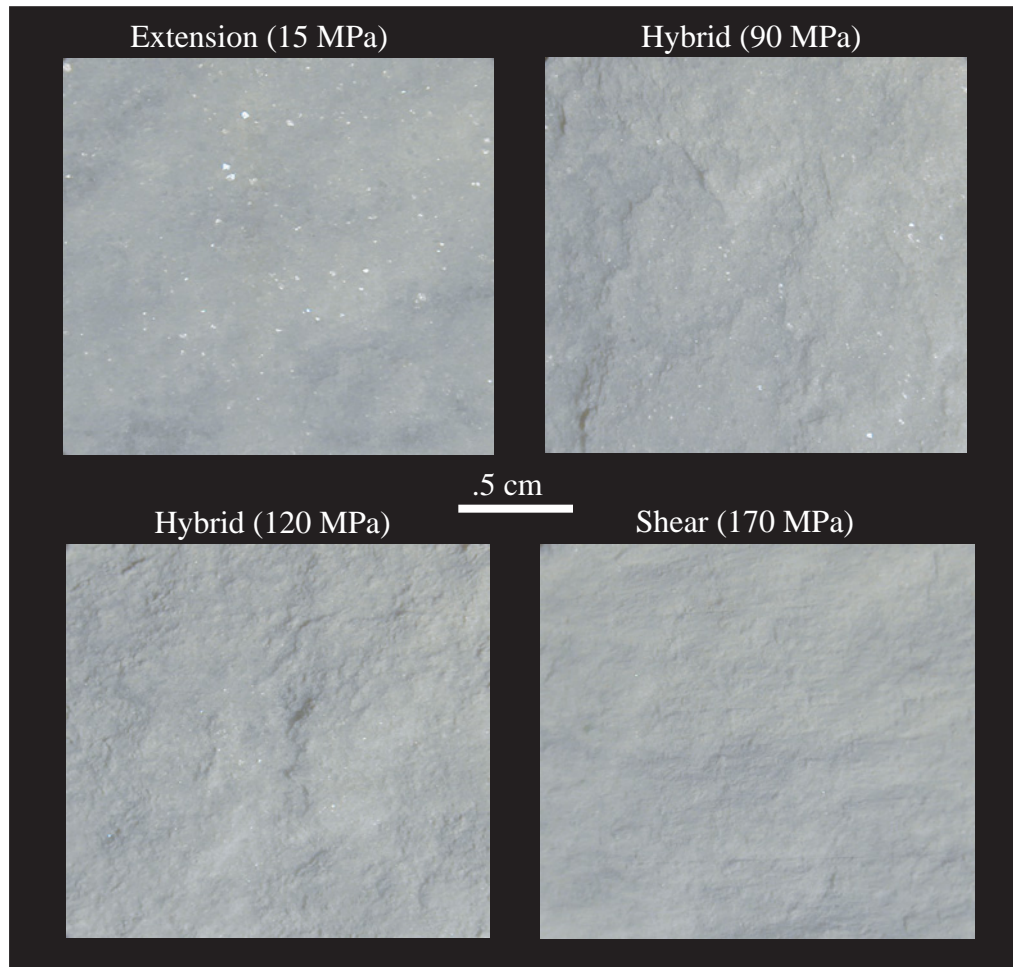 Extension (15 MPa)
Hybrid (90 MPa)
.5 cm
Hybrid (120 MPa)
Shear (170 MPa)